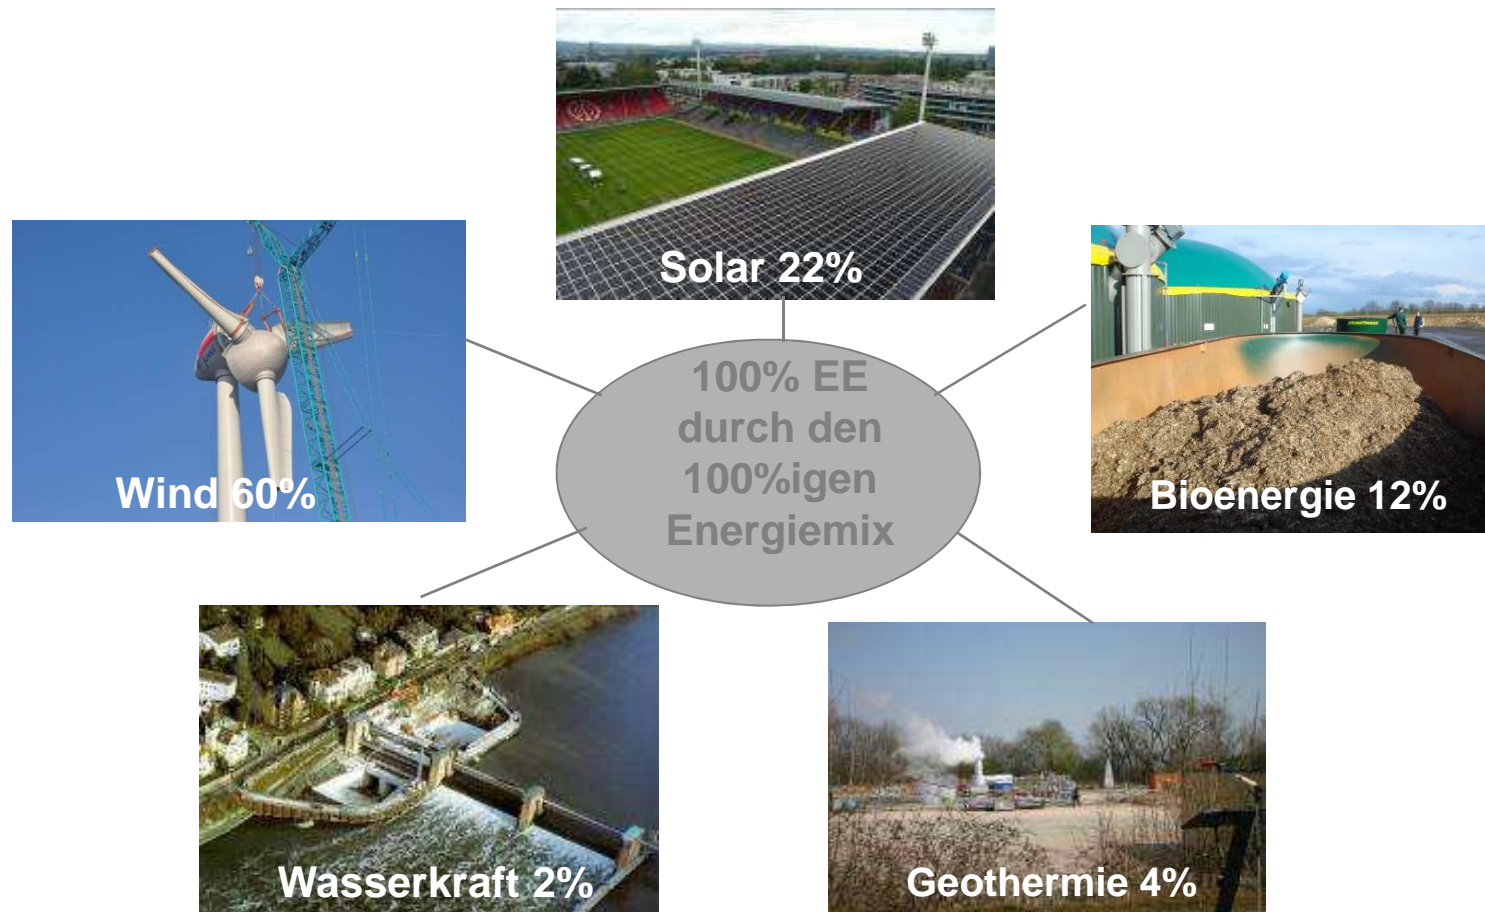 Solar 22%
Wind 60%
100% EE
durch den
100%igen
Energiemix
Bioenergie 12%
Wasserkraft 2%
Geothermie 4%